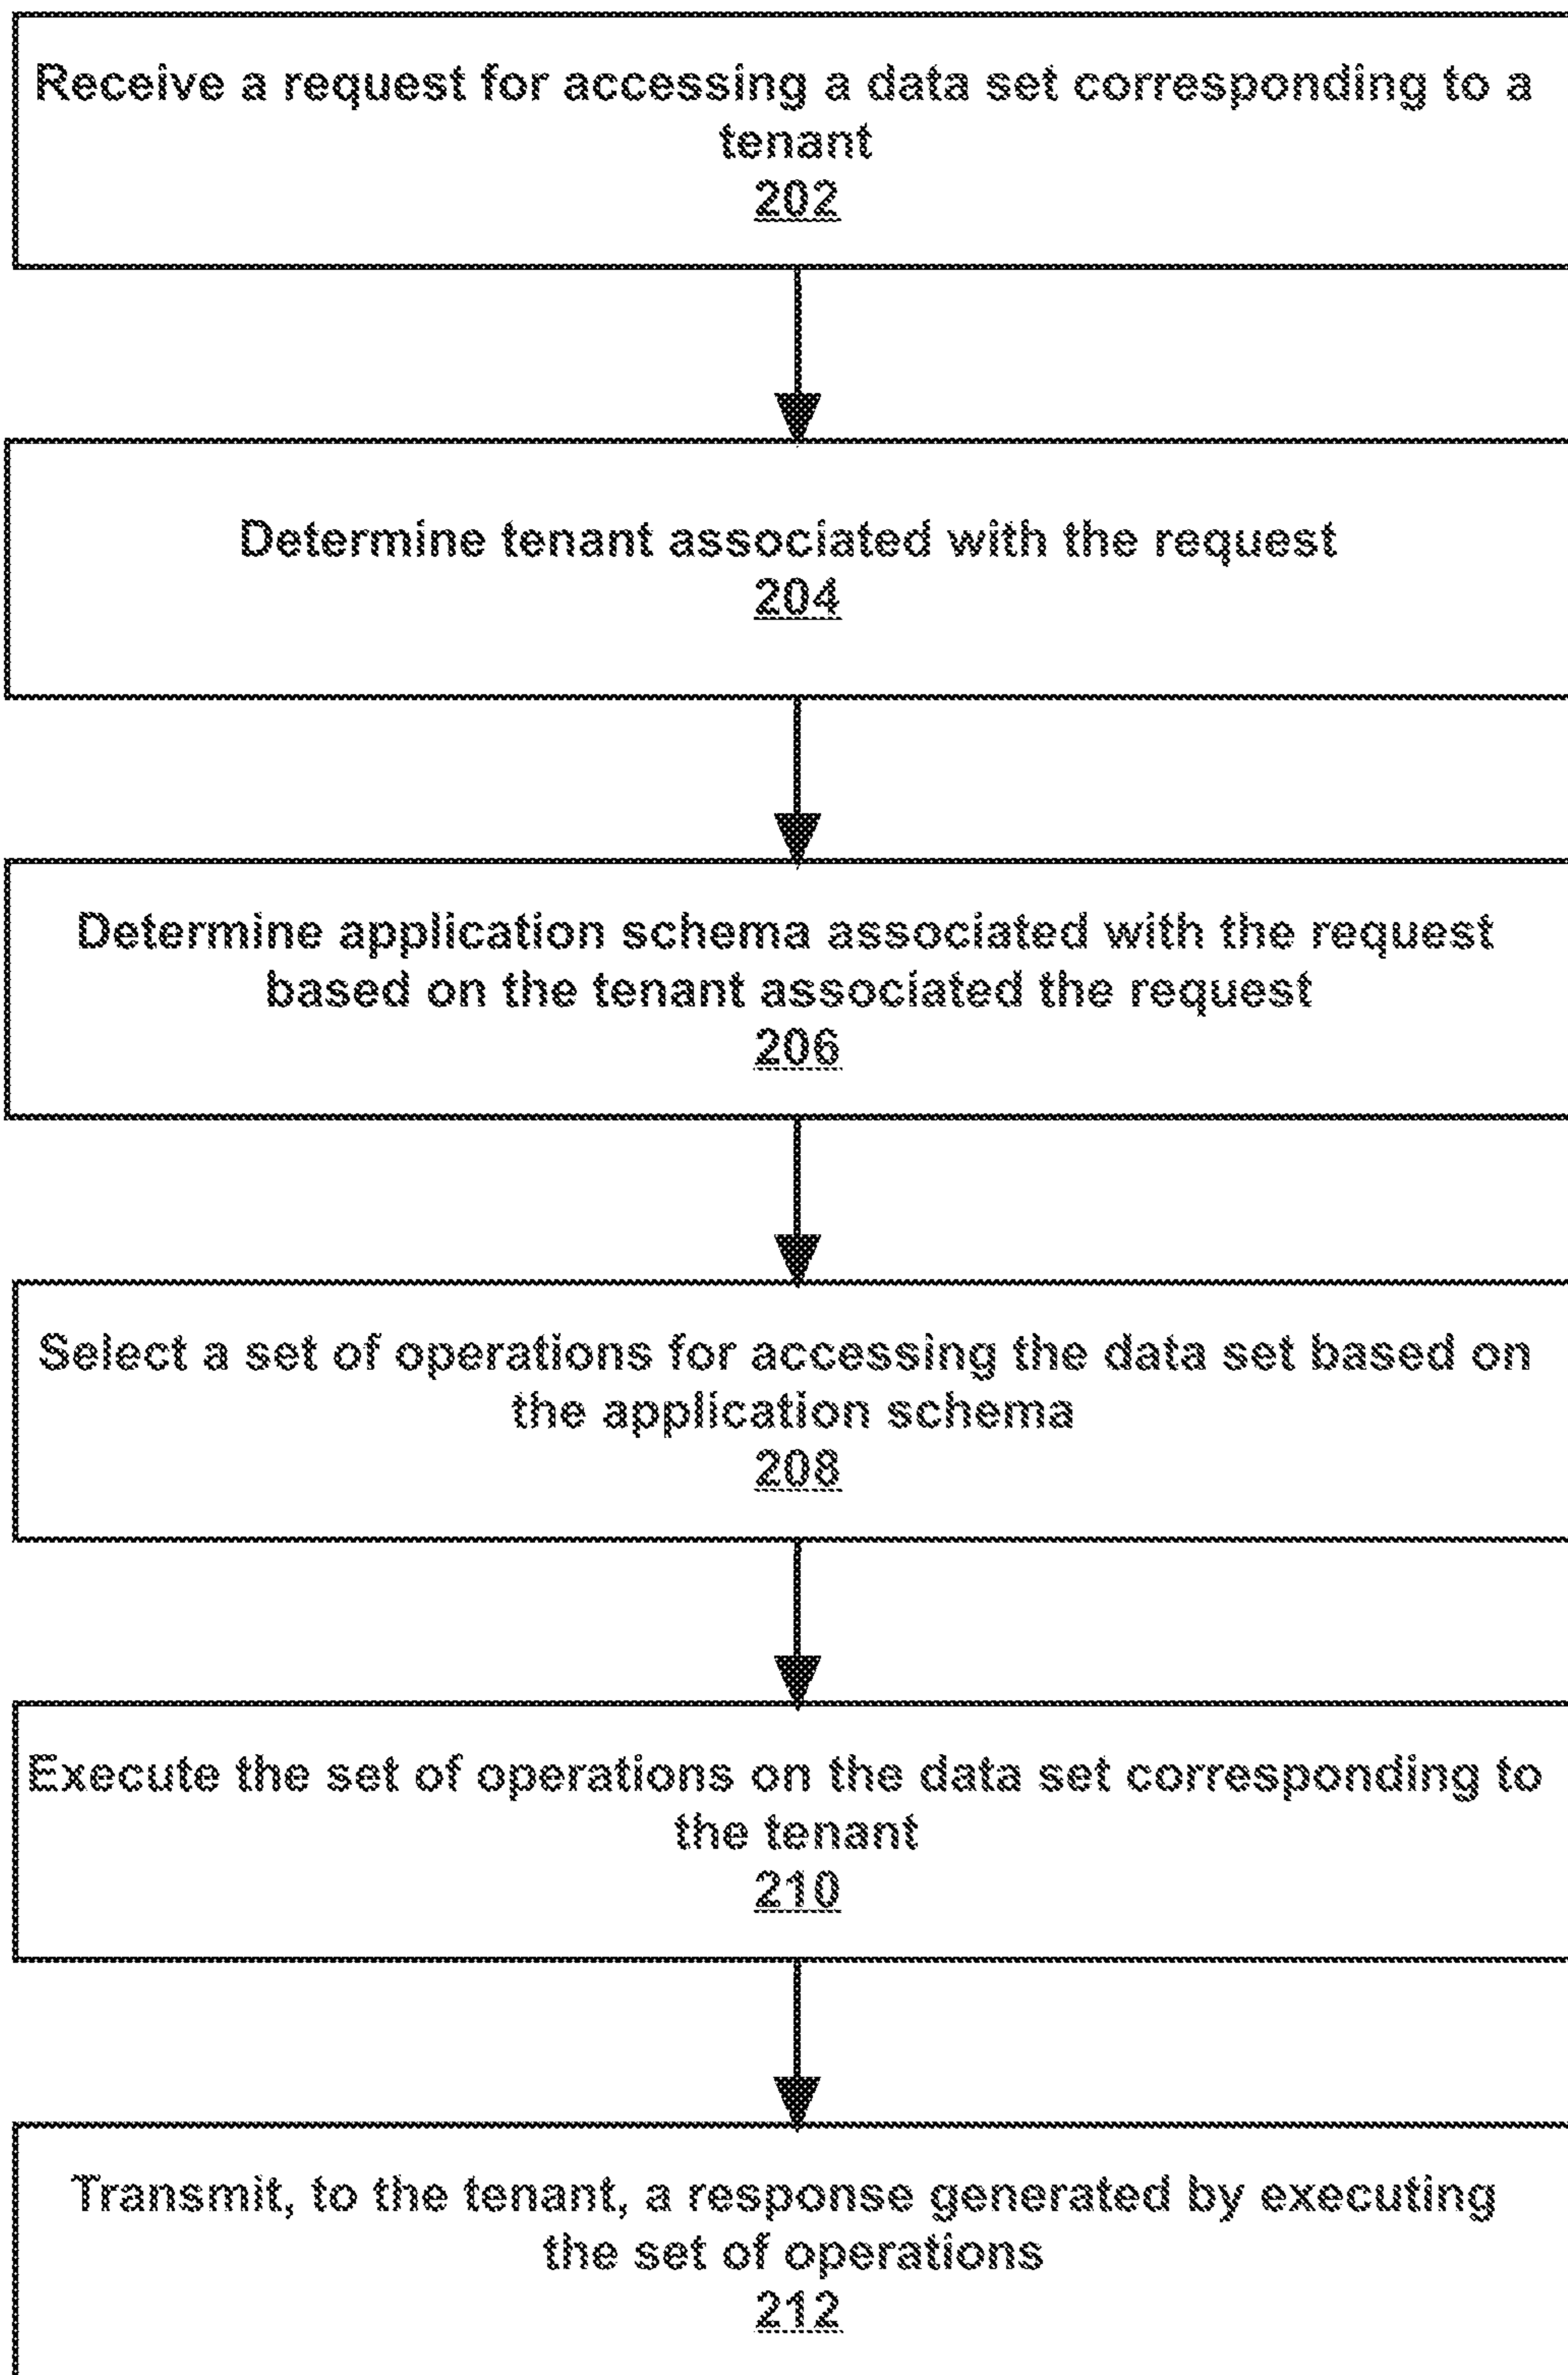 Receive a request for accessing a data set corresponding to a
tenant
202
Determine tenant associated with the request
204
Determine application schema associated with the request
based on the tenant associated the request
206
Select a set of operations for accessing the data set based on
the application schema
208
Execute the set of operations on the data set corresponding to
the tenant
210
Transmit, to the tenant, a response generated by executing
the set of operations
212